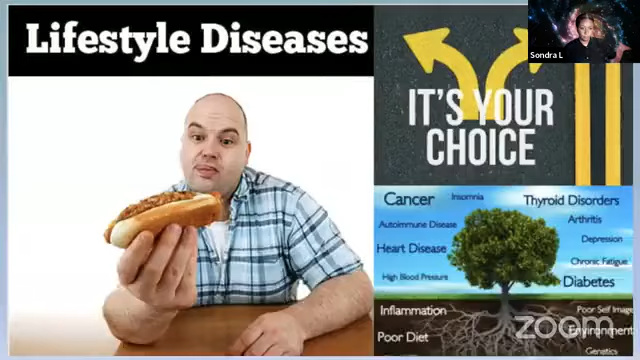 Lifestyle Diseases
Sondra L
IT'S YOUR
CHOICE
Cancer
Insomnia
Thyroid Disorders
Autoimmune Disease
Arthritis
Heart Disease
Depression
Chronic Fatigue
High Blood Pressure
Diabetes
Inflammation
Poor Self Image
zoom
Environment
Poor Diet
Genetics